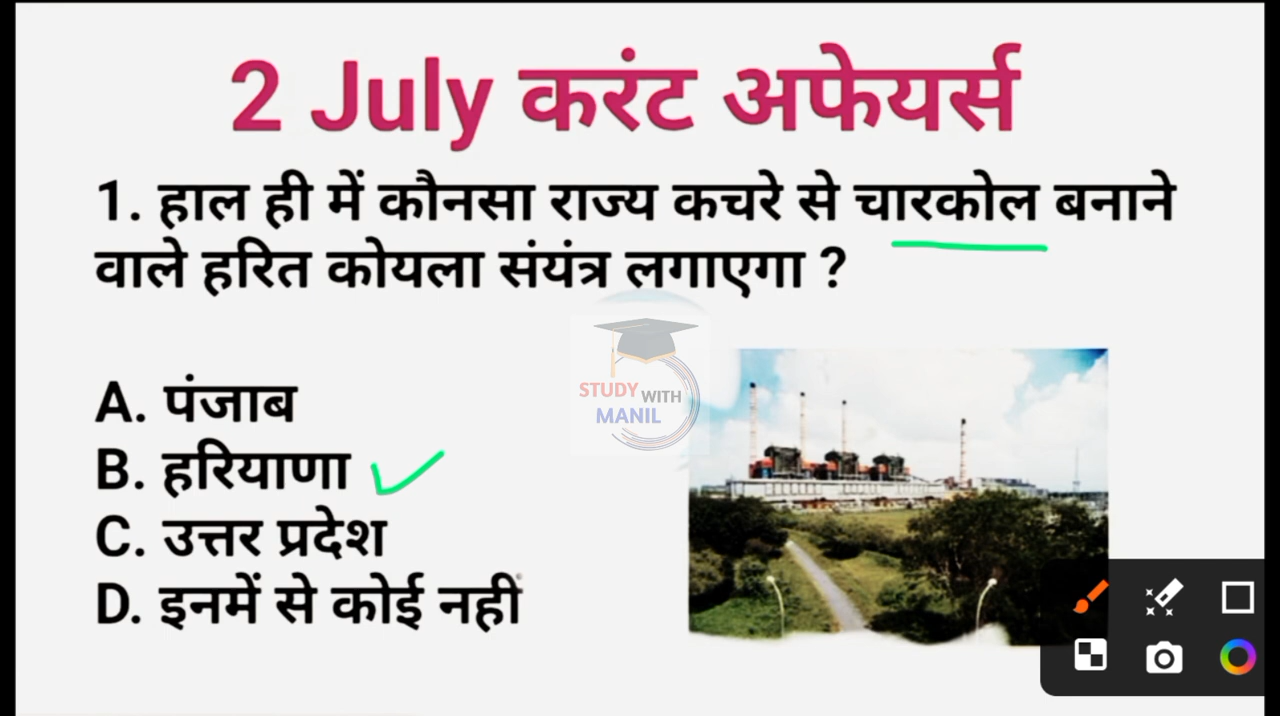 2 July करंट अफेयर्स
1. हाल ही में कौनसा राज्य कचरे से चारकोल बनाने
वाले हरित कोयला संयंत्र लगाएगा ?
STUDY WITH
MANIL
A. पंजाब
B. हरियाणा
C. उत्तर प्रदेश
D. इनमें से कोई नही